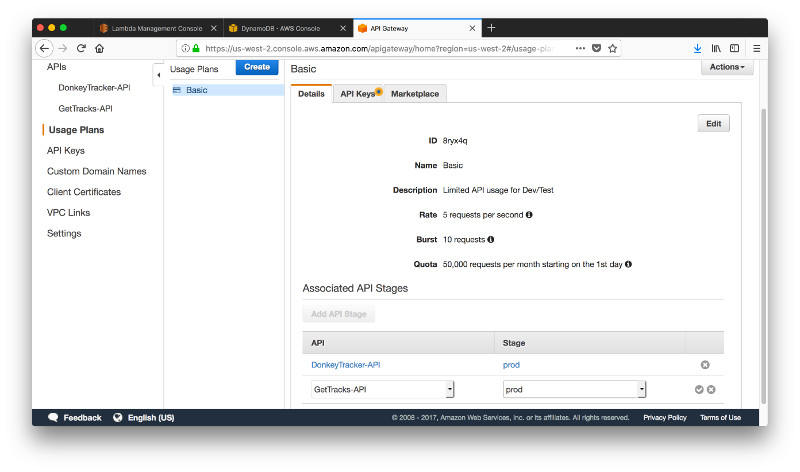 Lambda Management Console
DynamoDB - AWS Console
API Gateway
https://us-west-2.console.aws.amazon.com/apigateway/home?region=us-west-2#/usage-plan
APIs
DonkeyTracker-API
GetTracks-API
Usage Plans
API Keys
Custom Domain Names
Client Certificates
VPC Links
Settings
Usage Plans
Create
Basic
Basic
Actions
Details
API Keys
Marketplace
Edit
ID 8ryx4q
Name Basic
Description Limited API usage for Dev/Test
Rate 5 requests per second
Burst 10 requests
Quota 50,000 requests per month starting on the 1st day
Associated API Stages
Add API Stage
API Stage
DonkeyTracker-API prod
GetTracks-API prod
Feedback English (US) © 2008 - 2017, Amazon Web Services, Inc. or its affiliates. All rights reserved. Privacy Policy Terms of Use